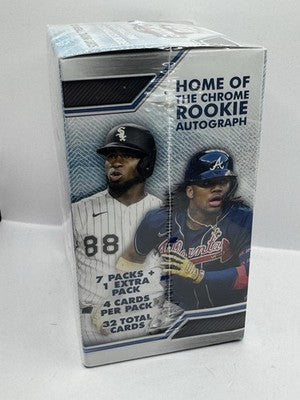 HOME OF
THE CHROME
ROOKIE
AUTOGRAPH
88
7 PACKS +
1 EXTRA
PACK
4 CARDS
PER PACK
32 TOTAL
CARDS